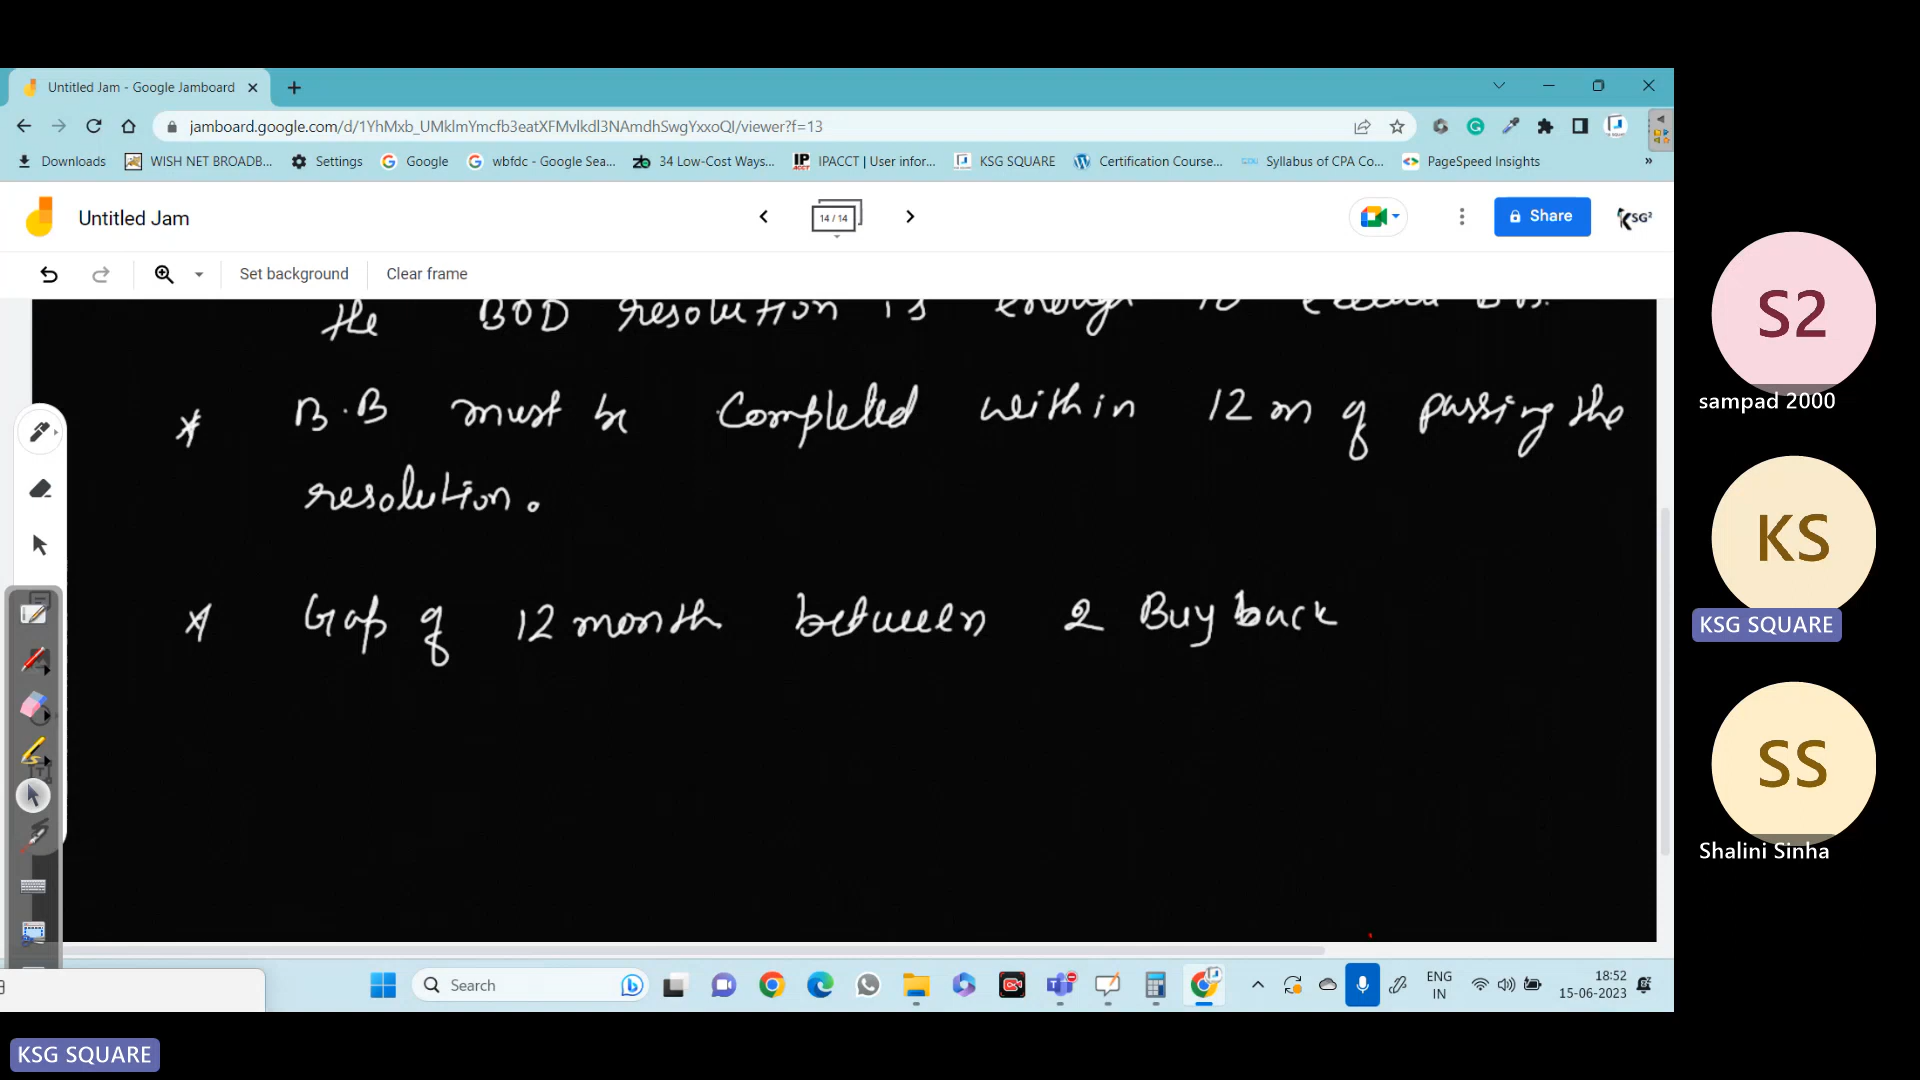 Untitled Jam - Google Jamboard
jamboard.google.com/d/1YhMxb_UMklmYmcfb3eatXFMvlkdl3NAmdhSwgYxxoQI/viewer?f=13
Downloads WISH NET BROADB... Settings Google wbfdc - Google Sea... 34 Low-Cost Ways... IPACCT | User infor... KSG SQUARE Certification Course... Syllabus of CPA Co... PageSpeed Insights »
Untitled Jam 14 / 14 Share KSG²
Set background Clear frame
the BOD resolution is enough to
* B.B must be Completed within 12 m of passing the
resolution.
* Gap of 12 month between 2 Buy back
S2
sampad 2000
KS
KSG SQUARE
SS
Shalini Sinha
Search ENG IN 18:52 15-06-2023
KSG SQUARE